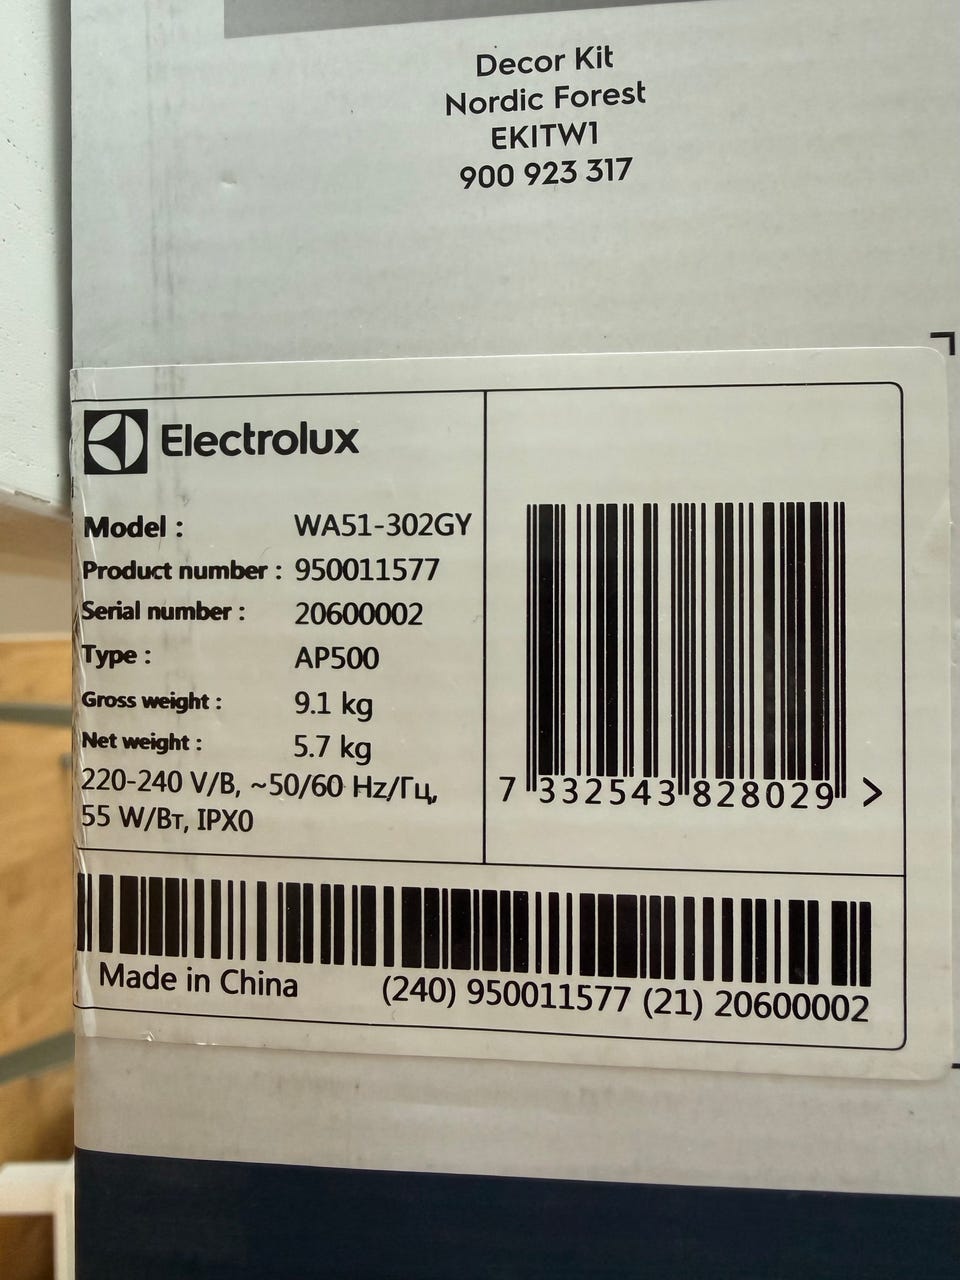 Decor Kit
Nordic Forest
EKITW1
900 923 317
Electrolux
Model : WA51-302GY
Product number : 950011577
Serial number : 20600002
Type : AP500
Gross weight : 9.1 kg
Net weight : 5.7 kg
220-240 V/В, ~50/60 Hz/Гц,
55 W/Вт, IPX0
7 332543 828029 >
Made in China (240) 950011577 (21) 20600002